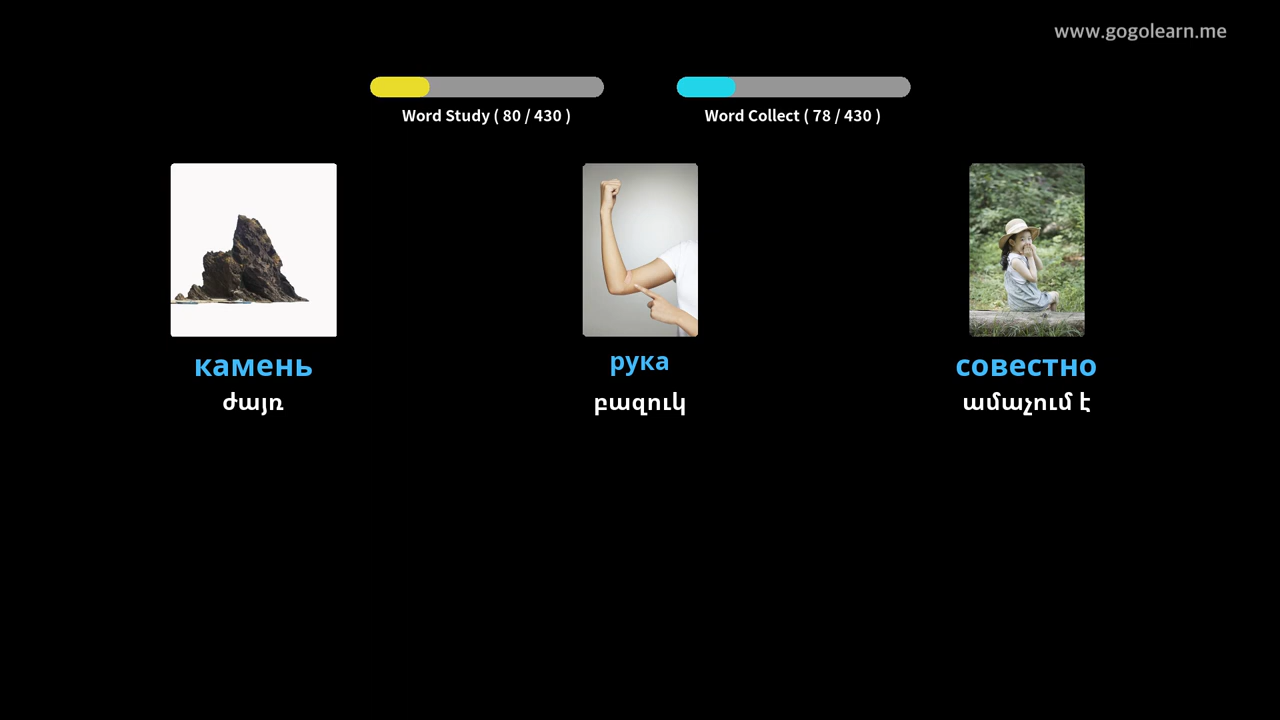 www.gogolearn.me
Word Study ( 80 / 430 )
Word Collect ( 78 / 430 )
камень
рука
совестно
ժայռ
բազուկ
ամաչում է